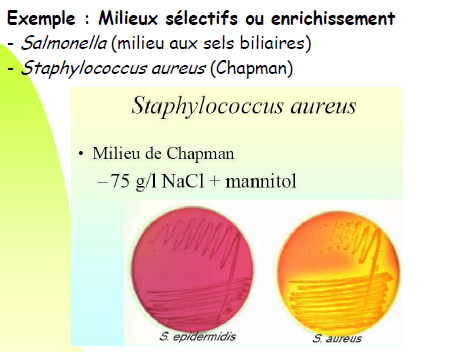 Exemple : Milieux sélectifs ou enrichissement
- Salmonella (milieu aux sels biliaires)
- Staphylococcus aureus (Chapman)
Staphylococcus aureus
• Milieu de Chapman
–75 g/l NaCl + mannitol
S. epidermidis
S. aureus